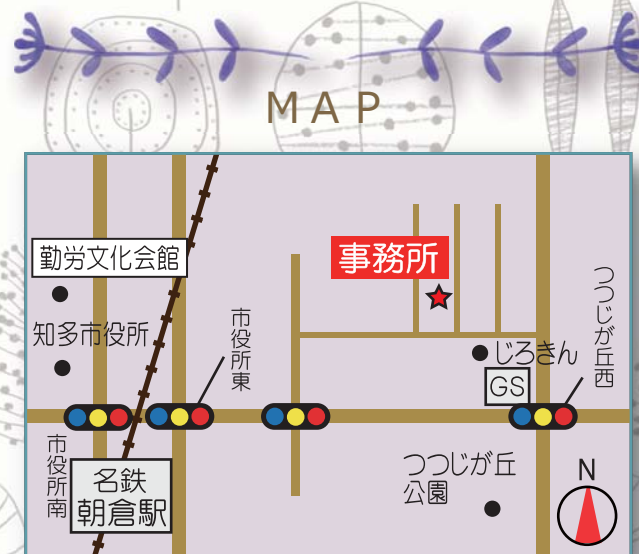 MAP
勤労文化会館
事務所
つつじが丘西
知多市役所
市役所東
じろきん
GS
市役所南
名鉄
朝倉駅
つつじが丘
公園
N